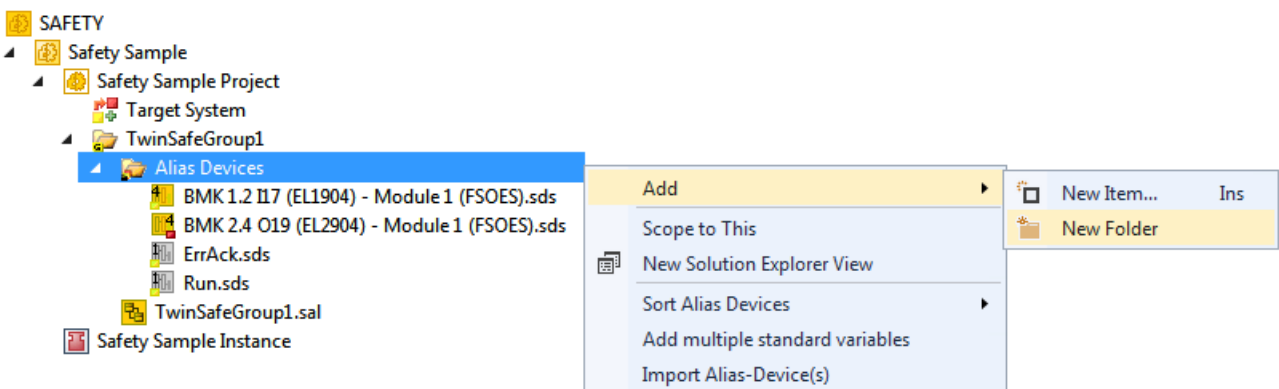 SAFETY
Safety Sample
Safety Sample Project
Target System
TwinSafeGroup1
Alias Devices
BMK 1.2 I17 (EL1904) - Module 1 (FSOES).sds
BMK 2.4 O19 (EL2904) - Module 1 (FSOES).sds
ErrAck.sds
Run.sds
TwinSafeGroup1.sal
Safety Sample Instance
Add
Scope to This
New Solution Explorer View
Sort Alias Devices
Add multiple standard variables
Import Alias-Device(s)
New Item... Ins
New Folder